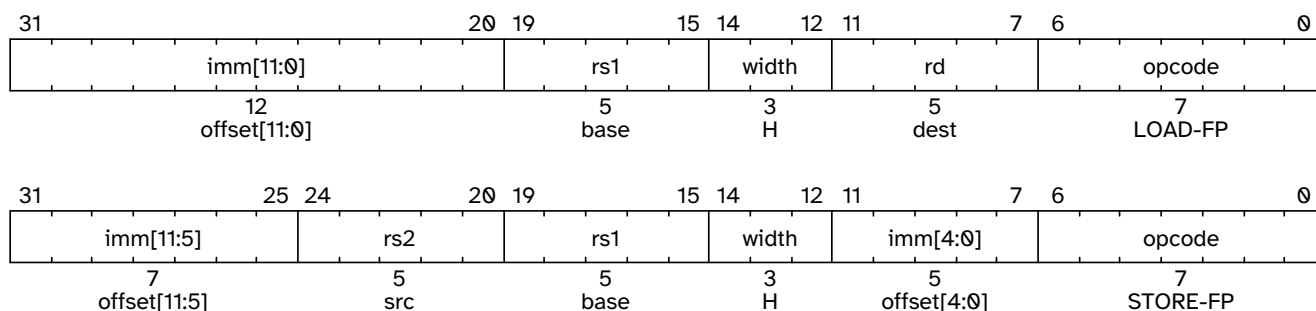 31 20 19 15 14 12 11 7 6 0
imm[11:0] rs1 width rd opcode
12 5 3 5 7
offset[11:0] base H dest LOAD-FP
31 25 24 20 19 15 14 12 11 7 6 0
imm[11:5] rs2 rs1 width imm[4:0] opcode
7 5 5 3 5 7
offset[11:5] src base H offset[4:0] STORE-FP